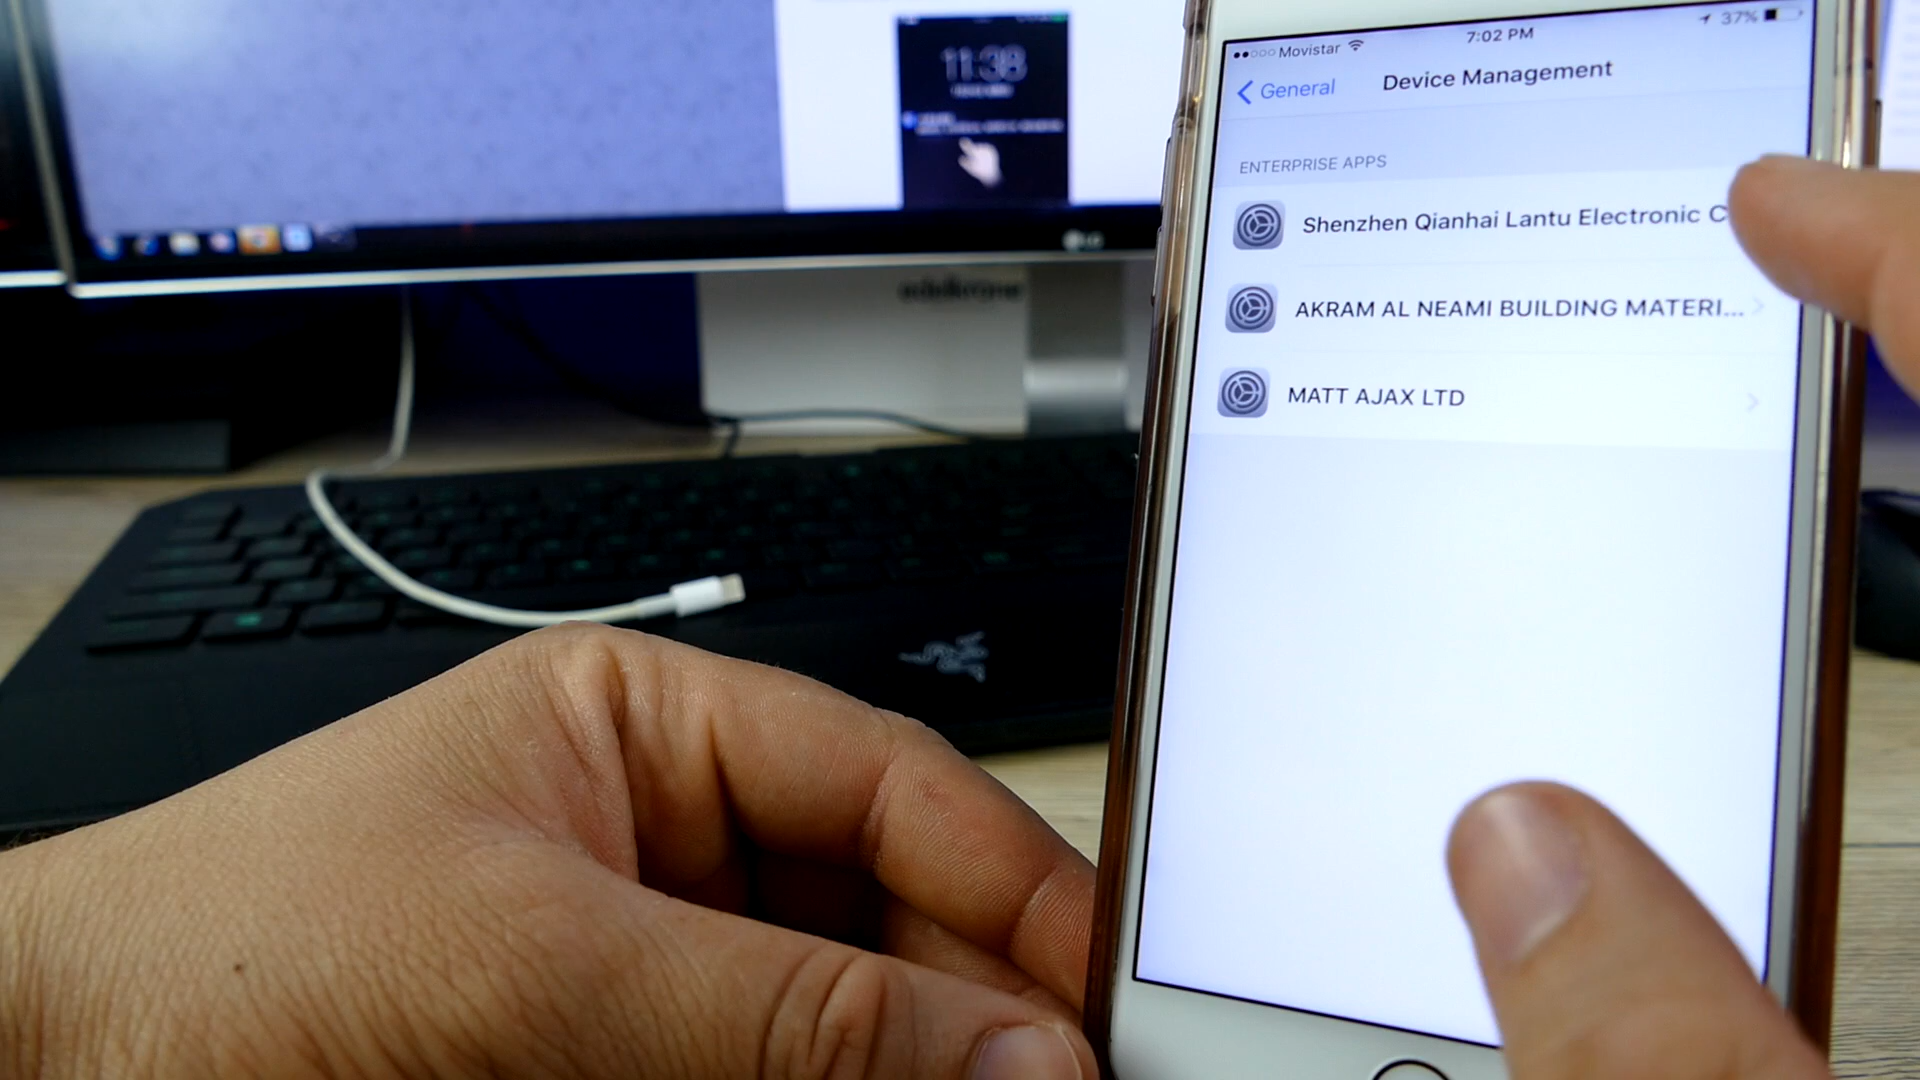 11:38
LG
Movistar
7:02 PM
37%
General
Device Management
ENTERPRISE APPS
Shenzhen Qianhai Lantu Electronic C
AKRAM AL NEAMI BUILDING MATERI...
MATT AJAX LTD